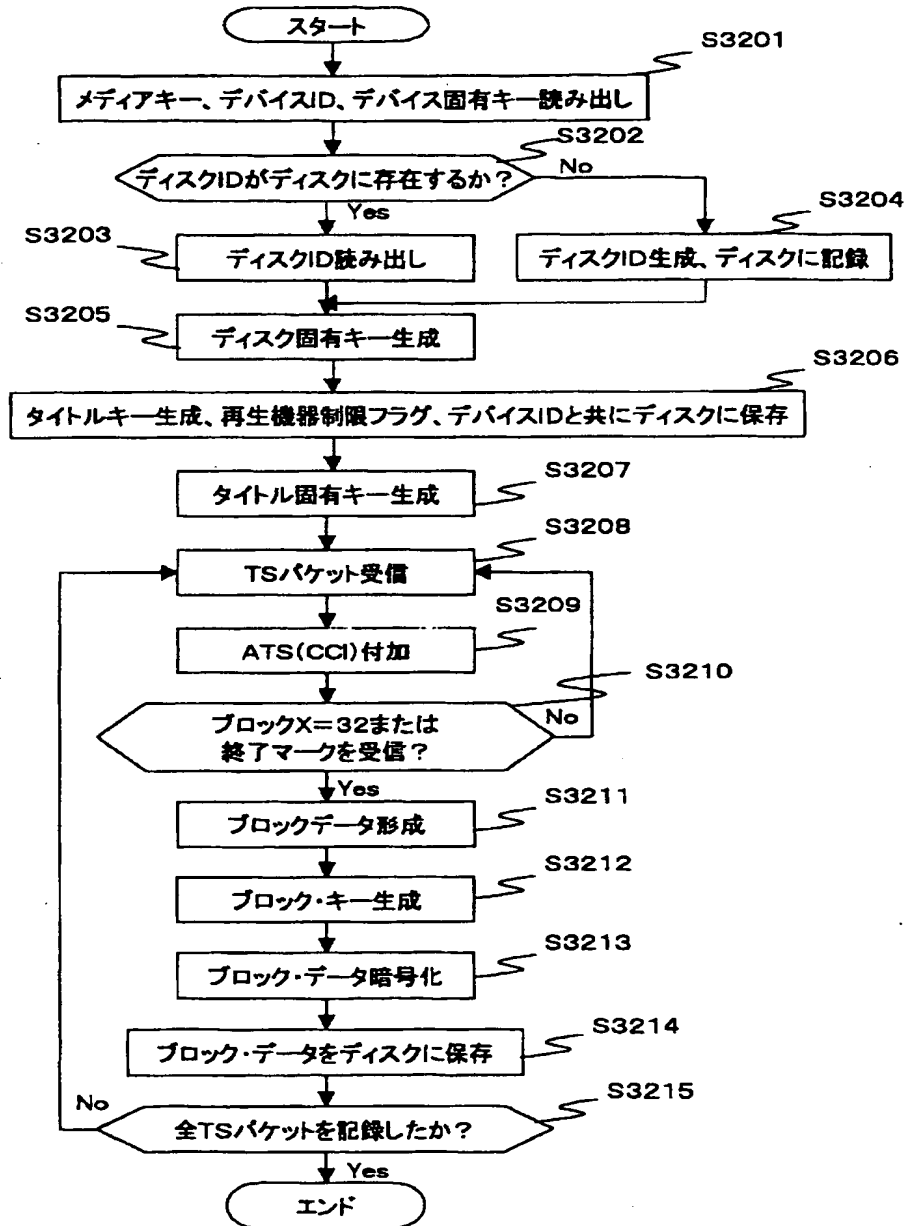 スタート
S3201
メディアキー、デバイスID、デバイス固有キー読み出し
S3202
ディスクIDがディスクに存在するか？
No
Yes
S3203
ディスクID読み出し
S3204
ディスクID生成、ディスクに記録
S3205
ディスク固有キー生成
S3206
タイトルキー生成、再生機器制限フラグ、デバイスIDと共にディスクに保存
S3207
タイトル固有キー生成
S3208
TSパケット受信
S3209
ATS(CCI)付加
S3210
ブロックX＝32または
終了マークを受信？
No
Yes
S3211
ブロックデータ形成
S3212
ブロック・キー生成
S3213
ブロック・データ暗号化
S3214
ブロック・データをディスクに保存
S3215
No
全TSパケットを記録したか？
Yes
エンド